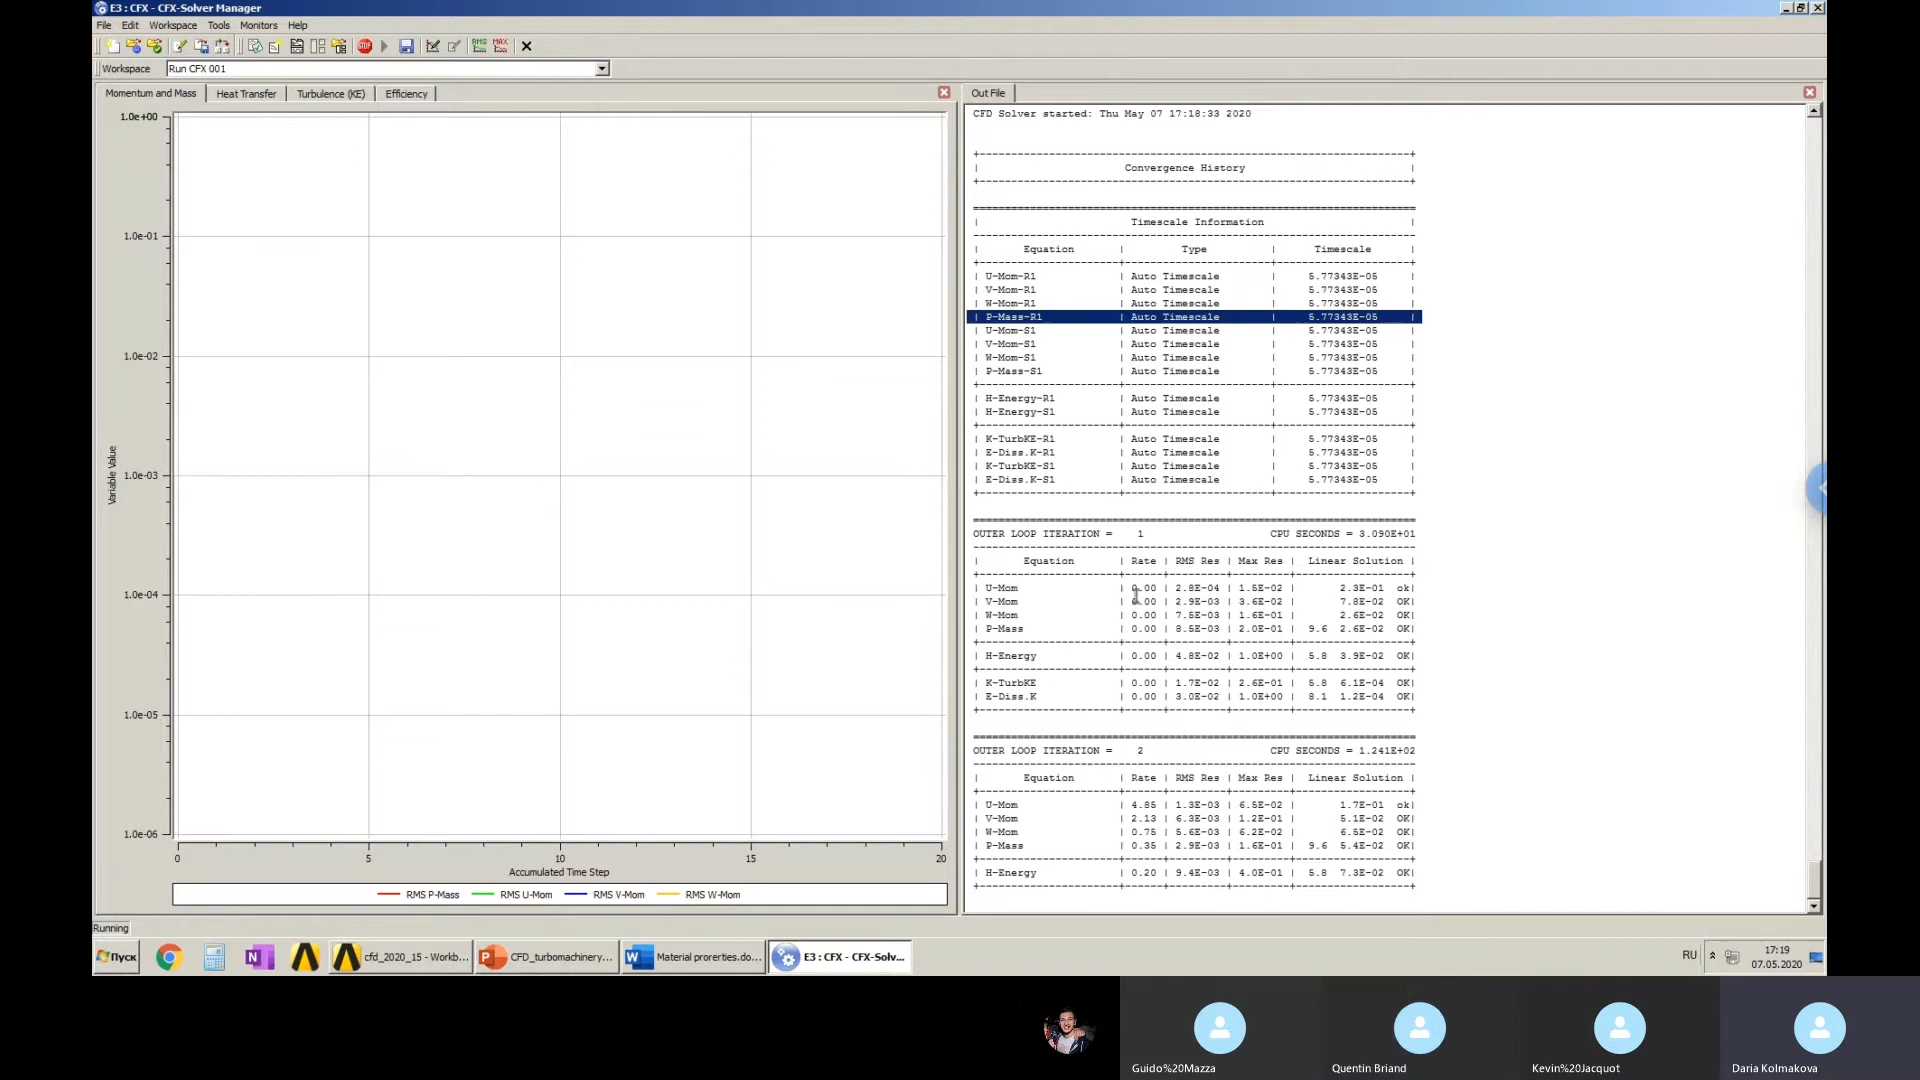 E3 : CFX - CFX-Solver Manager
File Edit Workspace Tools Monitors Help
Workspace Run CFX 001
Momentum and Mass Heat Transfer Turbulence (KE) Efficiency
1.0e+00
1.0e-01
1.0e-02
1.0e-03
1.0e-04
1.0e-05
1.0e-06
Variable Value
0 5 10 15 20
Accumulated Time Step
RMS P-Mass RMS U-Mom RMS V-Mom RMS W-Mom
Out File
CFD Solver started: Thu May 07 17:18:33 2020
Convergence History
Timescale Information
| Equation | Type | Timescale |
| U-Mom-R1 | Auto Timescale | 5.77343E-05 |
| V-Mom-R1 | Auto Timescale | 5.77343E-05 |
| W-Mom-R1 | Auto Timescale | 5.77343E-05 |
| P-Mass-R1 | Auto Timescale | 5.77343E-05 |
| U-Mom-S1 | Auto Timescale | 5.77343E-05 |
| V-Mom-S1 | Auto Timescale | 5.77343E-05 |
| W-Mom-S1 | Auto Timescale | 5.77343E-05 |
| P-Mass-S1 | Auto Timescale | 5.77343E-05 |
| H-Energy-R1 | Auto Timescale | 5.77343E-05 |
| H-Energy-S1 | Auto Timescale | 5.77343E-05 |
| K-TurbKE-R1 | Auto Timescale | 5.77343E-05 |
| E-Diss.K-R1 | Auto Timescale | 5.77343E-05 |
| K-TurbKE-S1 | Auto Timescale | 5.77343E-05 |
| E-Diss.K-S1 | Auto Timescale | 5.77343E-05 |
OUTER LOOP ITERATION = 1 CPU SECONDS = 3.090E+01
| Equation | Rate | RMS Res | Max Res | Linear Solution |
| U-Mom | 0.00 | 2.8E-04 | 1.5E-02 | 2.3E-01 ok|
| V-Mom | 0.00 | 2.9E-03 | 3.6E-02 | 7.8E-02 OK|
| W-Mom | 0.00 | 7.5E-03 | 1.6E-01 | 2.6E-02 OK|
| P-Mass | 0.00 | 8.5E-03 | 2.0E-01 | 9.6 2.6E-02 OK|
| H-Energy | 0.00 | 4.8E-02 | 1.0E+00 | 5.8 3.9E-02 OK|
| K-TurbKE | 0.00 | 1.7E-02 | 2.6E-01 | 5.8 6.1E-04 OK|
| E-Diss.K | 0.00 | 3.0E-02 | 1.0E+00 | 8.1 1.2E-04 OK|
OUTER LOOP ITERATION = 2 CPU SECONDS = 1.241E+02
| Equation | Rate | RMS Res | Max Res | Linear Solution |
| U-Mom | 4.85 | 1.3E-03 | 6.5E-02 | 1.7E-01 ok|
| V-Mom | 2.13 | 6.3E-03 | 1.2E-01 | 5.1E-02 OK|
| W-Mom | 0.75 | 5.6E-03 | 6.2E-02 | 6.5E-02 OK|
| P-Mass | 0.35 | 2.9E-03 | 1.6E-01 | 9.6 5.4E-02 OK|
| H-Energy | 0.20 | 9.4E-03 | 4.0E-01 | 5.8 7.3E-02 OK|
Running
Пуск cfd_2020_15 - Workb... CFD_turbomachinery... Material prorerties.do... E3 : CFX - CFX-Solv... RU 17:19
07.05.2020
Guido%20Mazza Quentin Briand Kevin%20Jacquot Daria Kolmakova